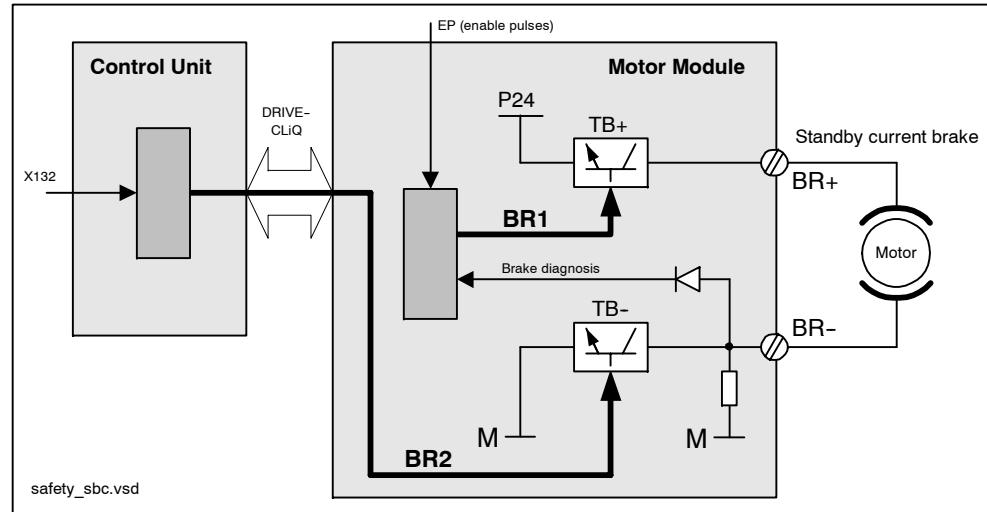 EP (enable pulses)
Control Unit
Motor Module
DRIVE-
CLiQ
P24
TB+
Standby current brake
X132
BR+
BR1
Motor
Brake diagnosis
TB-
BR-
M
M
BR2
safety_sbc.vsd